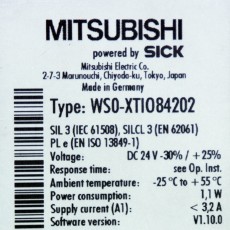 MITSUBISHI
powered by SICK
Mitsubishi Electric Co.
2-7-3 Marunouchi, Chiyodo-ku, Tokyo, Japan
Made in Germany
Type: WS0-XTIO84202
SIL 3 (IEC 61508), SILCL 3 (EN 62061)
PL e (EN ISO 13849-1)
Voltage: DC 24 V -30% / +25%
Response time: see Op. Inst.
Ambient temperature: -25 °C to +55 °C
Power consumption: 1,1 W
Supply current (A1): < 3,2 A
Software version: V1.10.0